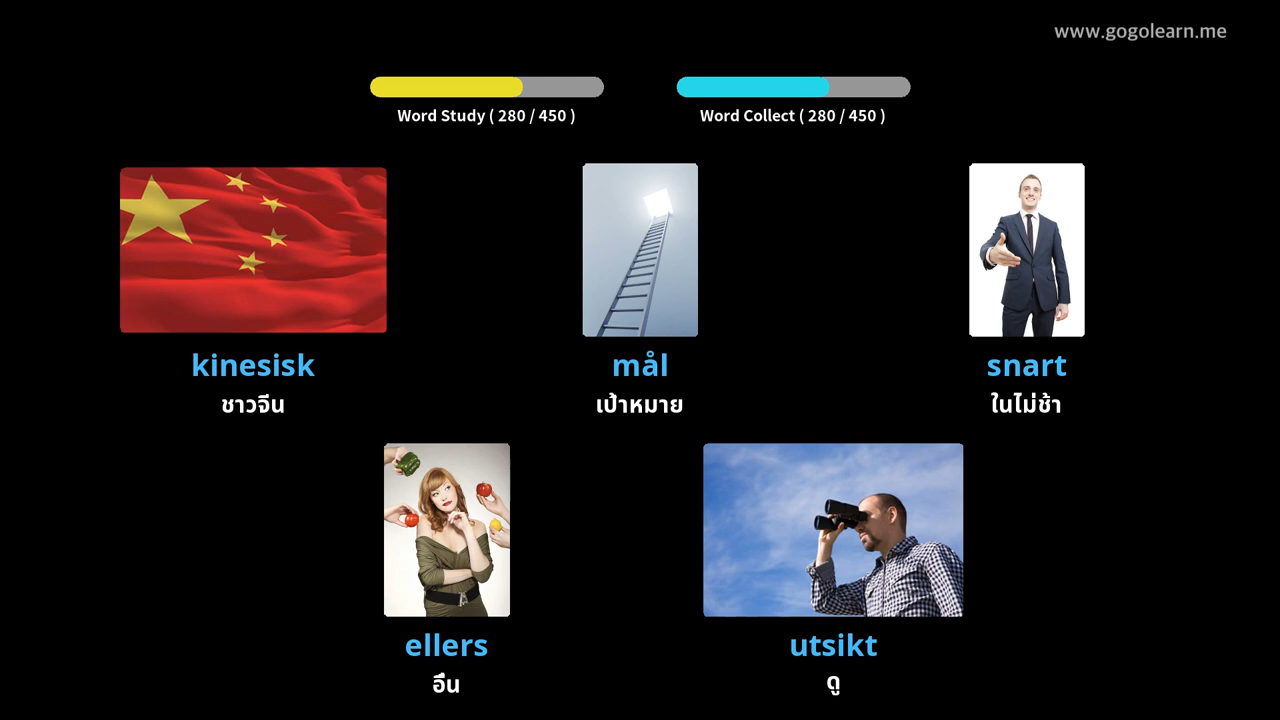 www.gogolearn.me
Word Study ( 280 / 450 )
Word Collect ( 280 / 450 )
kinesisk
ชาวจีน
mål
เป้าหมาย
snart
ในไม่ช้า
ellers
อื่น
utsikt
ดู